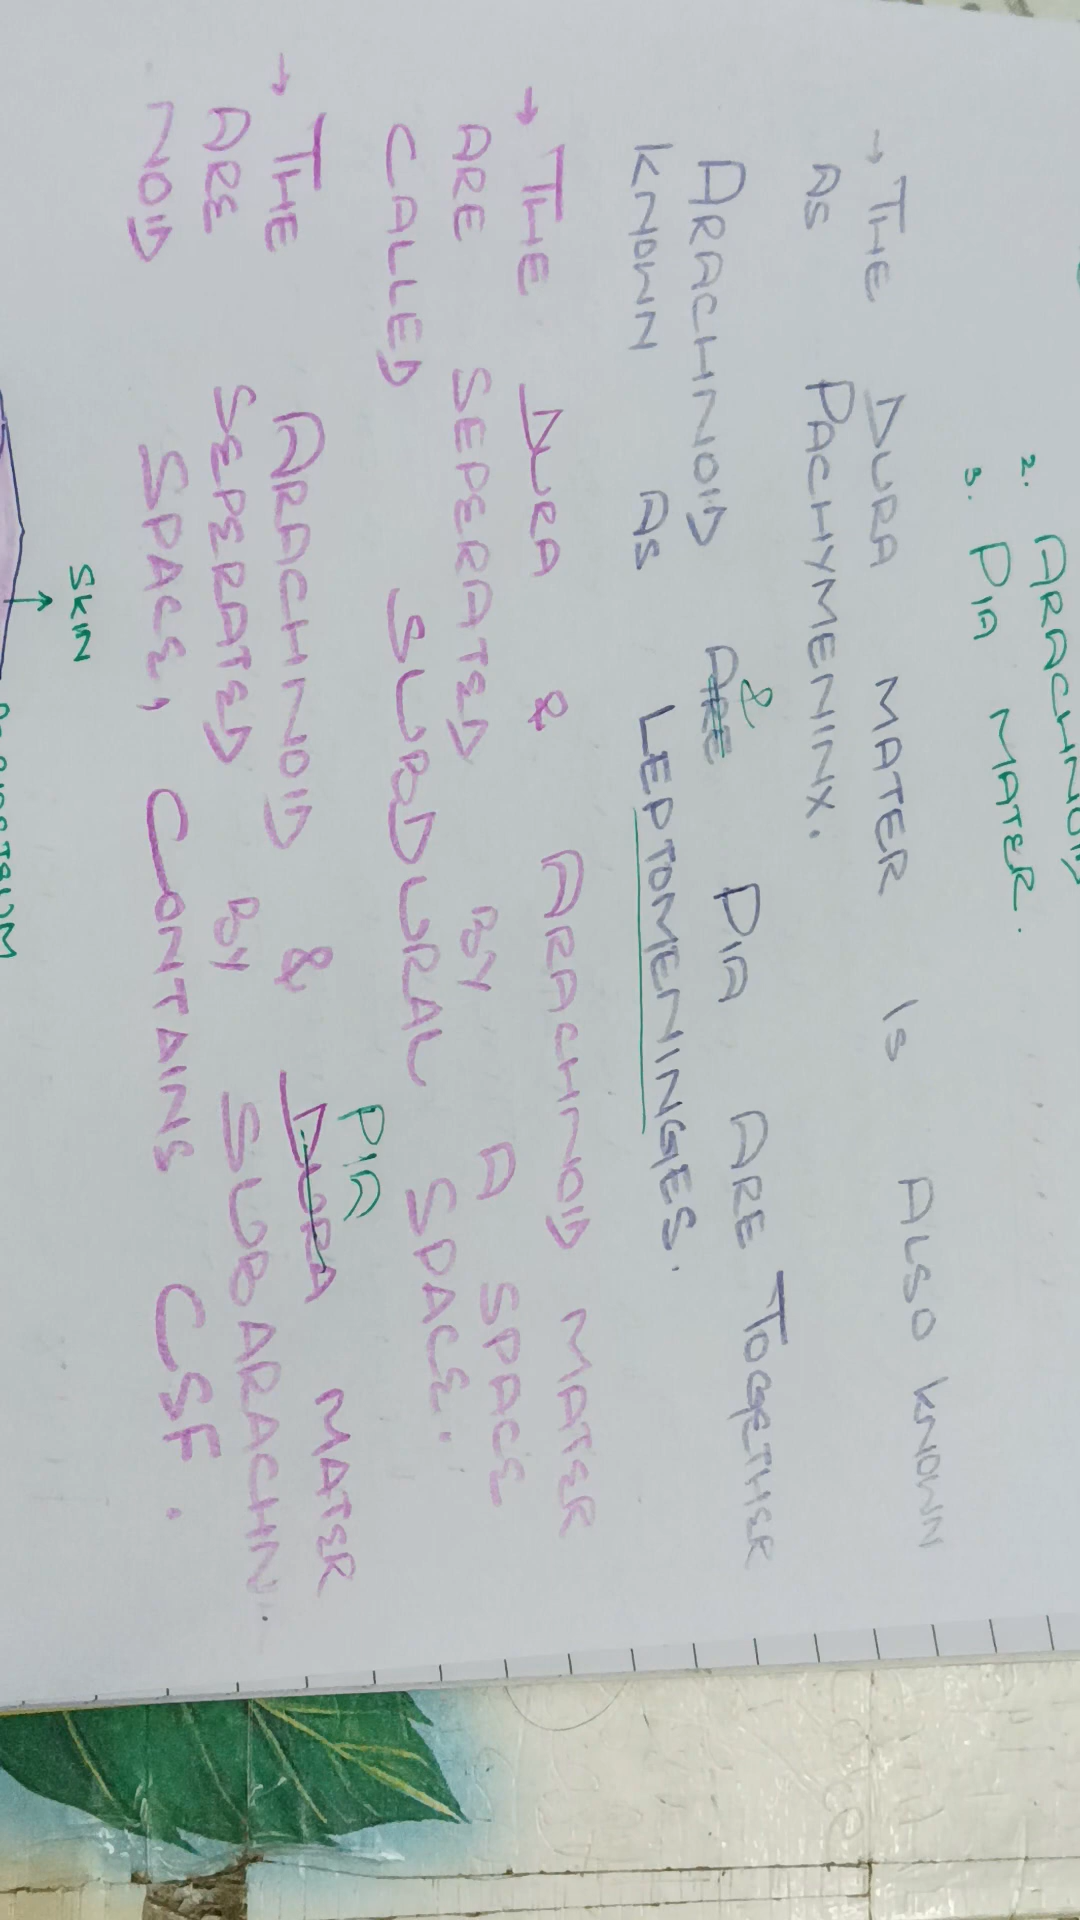 2. ARACHNOID
3. PIA MATER.
→ THE DURA MATER IS ALSO KNOWN
AS PACHYMENINX.
ARACHNOID & PIA ARE TOGETHER
KNOWN AS LEPTOMENINGES.
→ THE DURA & ARACHNOID MATER
ARE SEPERATED BY A SPACE
CALLED SUBDURAL SPACE.
→ THE ARACHNOID & PIA MATER
ARE SEPERATED BY SUBARACHN
NOID SPACE, CONTAINS CSF.
SKIN